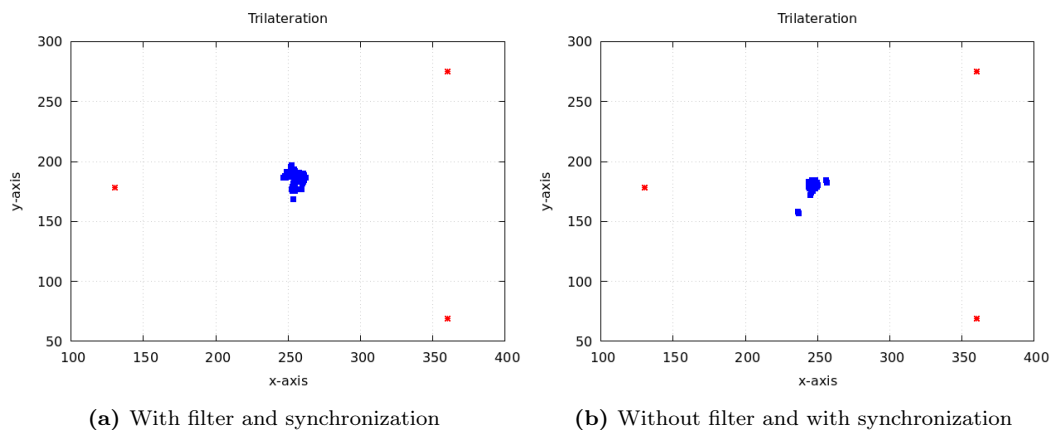 Trilateration
300
250
200
150
100
50
y-axis
100 150 200 250 300 350 400
x-axis
(a) With filter and synchronization
Trilateration
300
250
200
150
100
50
y-axis
100 150 200 250 300 350 400
x-axis
(b) Without filter and with synchronization